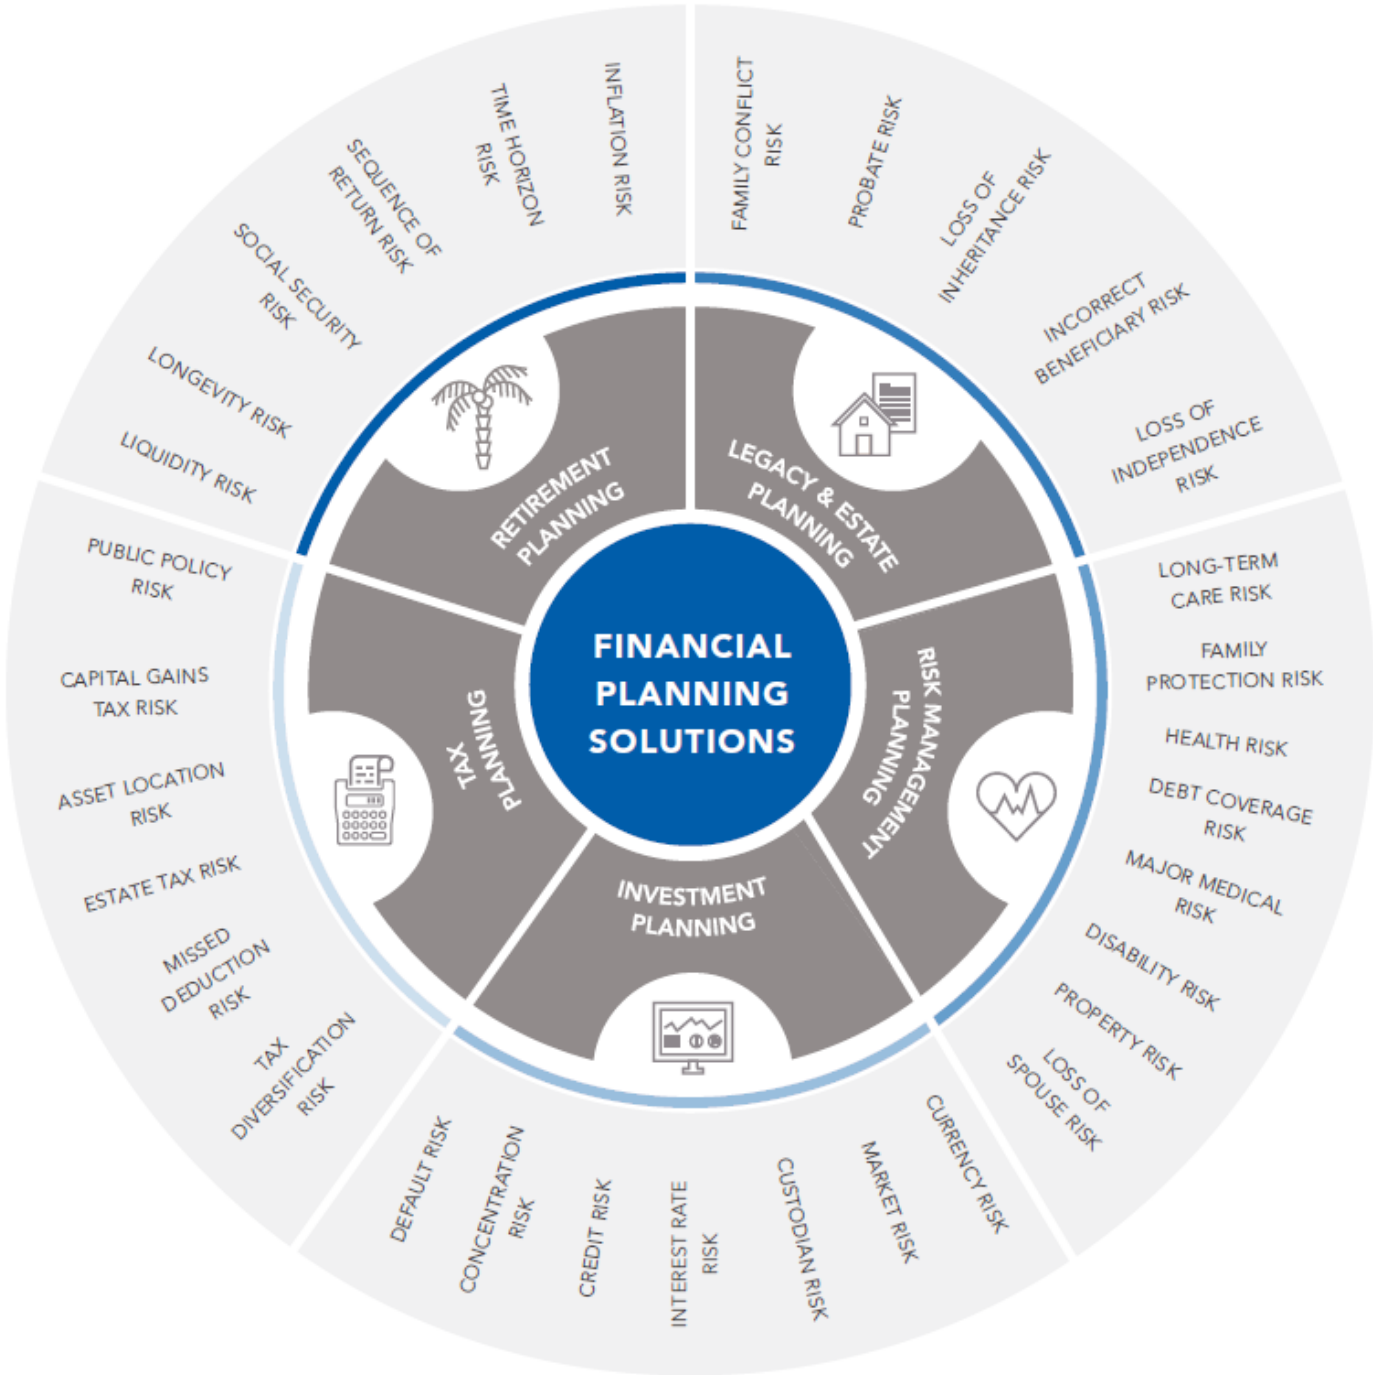 FINANCIAL
PLANNING
SOLUTIONS
RETIREMENT
PLANNING
LIQUIDITY RISK
LONGEVITY RISK
SOCIAL SECURITY
RISK
SEQUENCE OF
RETURN RISK
TIME HORIZON
RISK
INFLATION RISK
LEGACY & ESTATE
PLANNING
FAMILY CONFLICT
RISK
PROBATE RISK
LOSS OF
INHERITANCE RISK
INCORRECT
BENEFICIARY RISK
LOSS OF
INDEPENDENCE
RISK
RISK MANAGEMENT
PLANNING
LONG-TERM
CARE RISK
FAMILY
PROTECTION RISK
HEALTH RISK
DEBT COVERAGE
RISK
MAJOR MEDICAL
RISK
DISABILITY RISK
PROPERTY RISK
LOSS OF
SPOUSE RISK
INVESTMENT
PLANNING
DEFAULT RISK
CONCENTRATION
RISK
CREDIT RISK
INTEREST RATE
RISK
CUSTODIAN RISK
MARKET RISK
CURRENCY RISK
TAX
PLANNING
PUBLIC POLICY
RISK
CAPITAL GAINS
TAX RISK
ASSET LOCATION
RISK
ESTATE TAX RISK
MISSED
DEDUCTION
RISK
TAX
DIVERSIFICATION
RISK